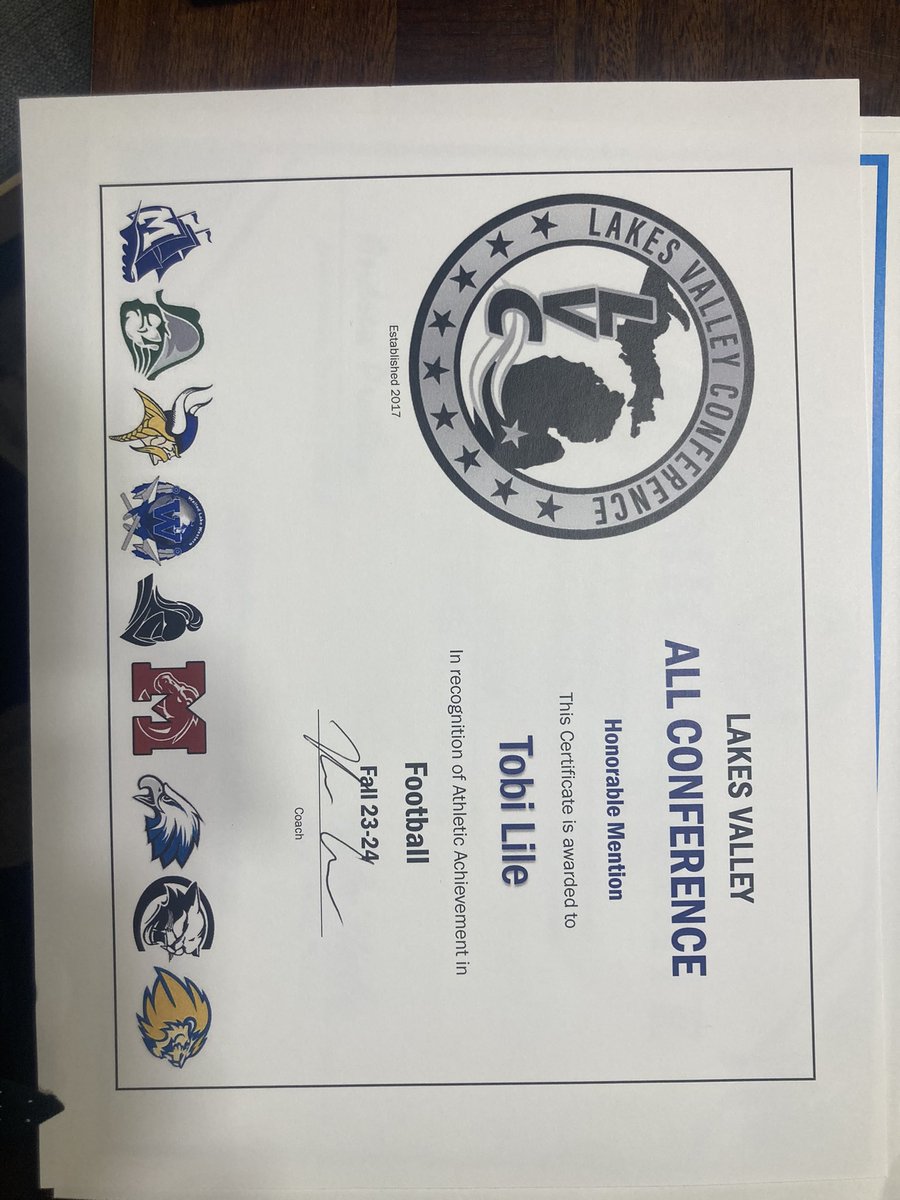 LAKES VALLEY CONFERENCE
24
Established 2017
LAKES VALLEY
ALL CONFERENCE
Honorable Mention
This Certificate is awarded to
Tobi Lile
In recognition of Athletic Achievement in
Football
Fall 23-24
Coach
M
W
M